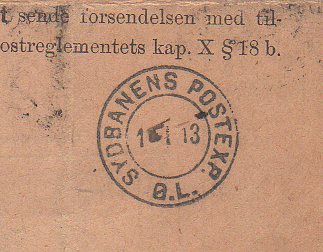 t sende forsendelsen med til-
ostreglementets kap. X § 18 b.
SYDBANENS POSTEXP.
13
Ø.L.